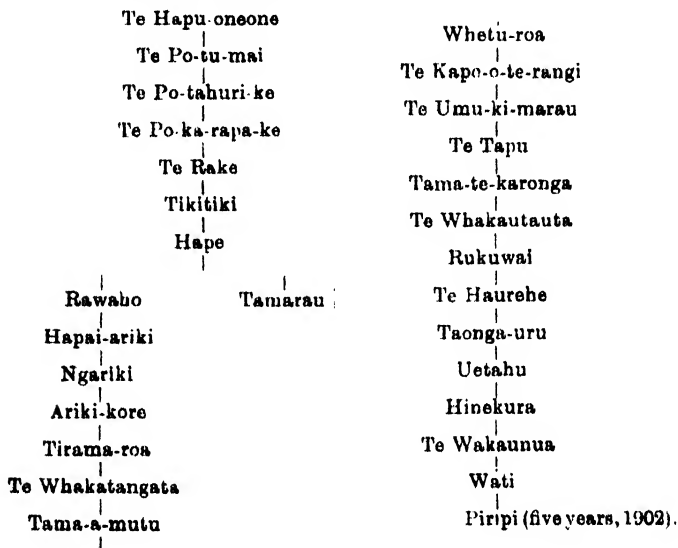 Te Hapu-oneone
Te Po-tu-mai
Te Po-tahuri-ke
Te Po-ka-rapa-ke
Te Rake
Tikitiki
Hape
Rawaho Tamarau
Hapai-ariki
Ngariki
Ariki-kore
Tirama-roa
Te Whakatangata
Tama-a-mutu
Whetu-roa
Te Kapo-o-te-rangi
Te Umu-ki-marau
Te Tapu
Tama-te-karonga
Te Whakautauta
Rukuwai
Te Haurehe
Taonga-uru
Uetahu
Hinekura
Te Wakaunua
Wati
Piripi (five years, 1902).